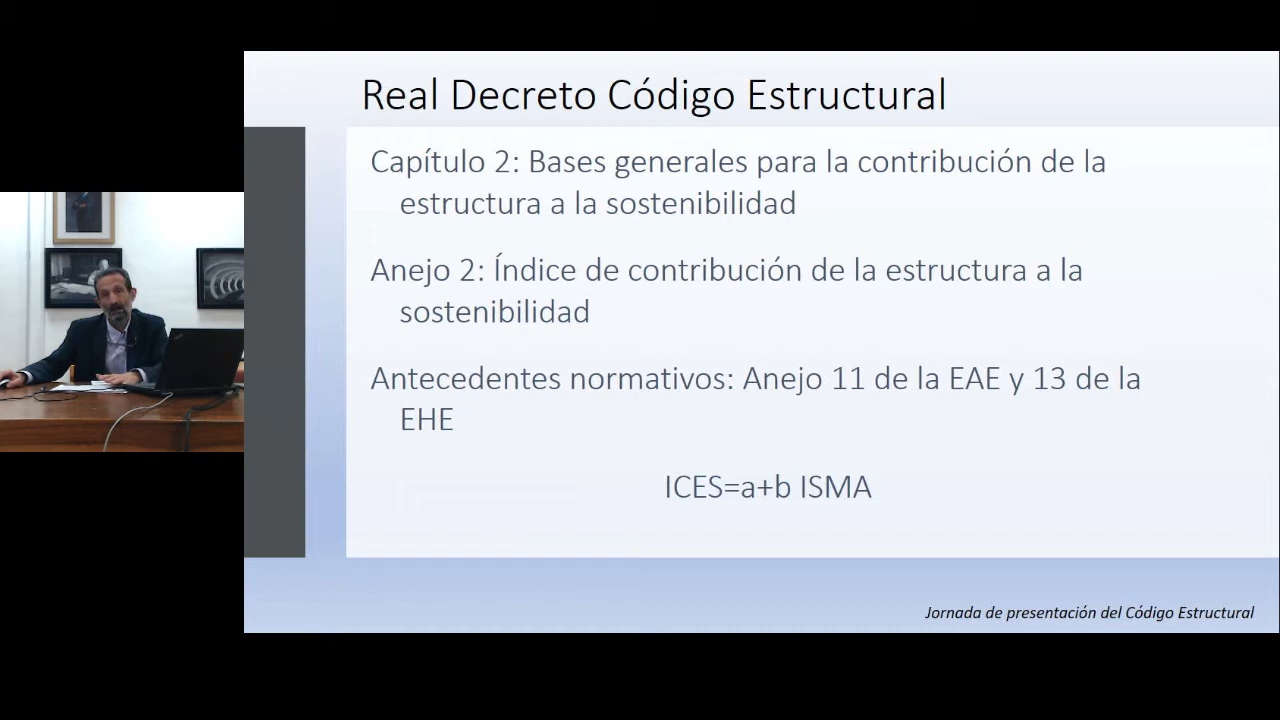 Real Decreto Código Estructural
Capítulo 2: Bases generales para la contribución de la
estructura a la sostenibilidad
Anejo 2: Índice de contribución de la estructura a la
sostenibilidad
Antecedentes normativos: Anejo 11 de la EAE y 13 de la
EHE
ICES=a+b ISMA
Jornada de presentación del Código Estructural